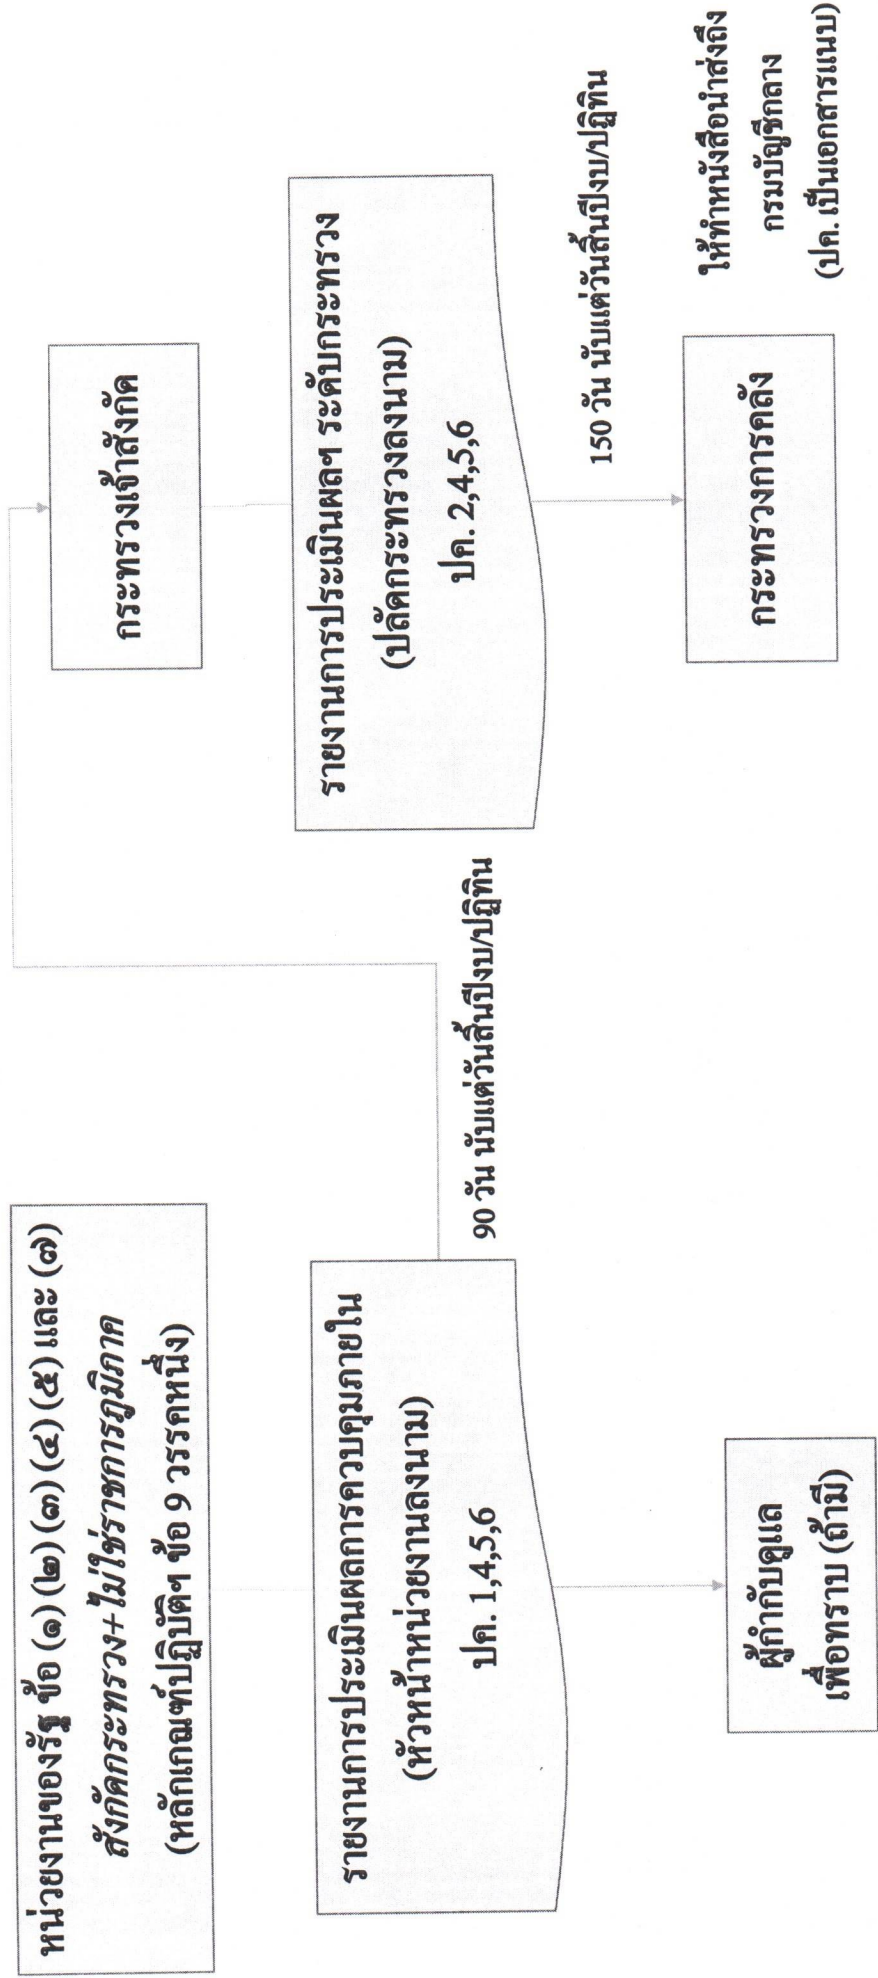 หน่วยงานของรัฐ ข้อ (๑) (๒) (๓) (๔) (๕) และ (๗)
สังกัดกระทรวง+ไม่ใช่ราชการภูมิภาค
(หลักเกณฑ์ปฏิบัติฯ ข้อ 9 วรรคหนึ่ง)
รายงานการประเมินผลการควบคุมภายใน
(หัวหน้าหน่วยงานลงนาม)
ปค. 1,4,5,6
90 วัน นับแต่วันสิ้นปีงบ/ปฏิทิน
ผู้กำกับดูแล
เพื่อทราบ (ถ้ามี)
กระทรวงเจ้าสังกัด
รายงานการประเมินผลฯ ระดับกระทรวง
(ปลัดกระทรวงลงนาม)
ปค. 2,4,5,6
150 วัน นับแต่วันสิ้นปีงบ/ปฏิทิน
กระทรวงการคลัง
ให้ทำหนังสือนำส่งถึง
กรมบัญชีกลาง
(ปค. เป็นเอกสารแนบ)